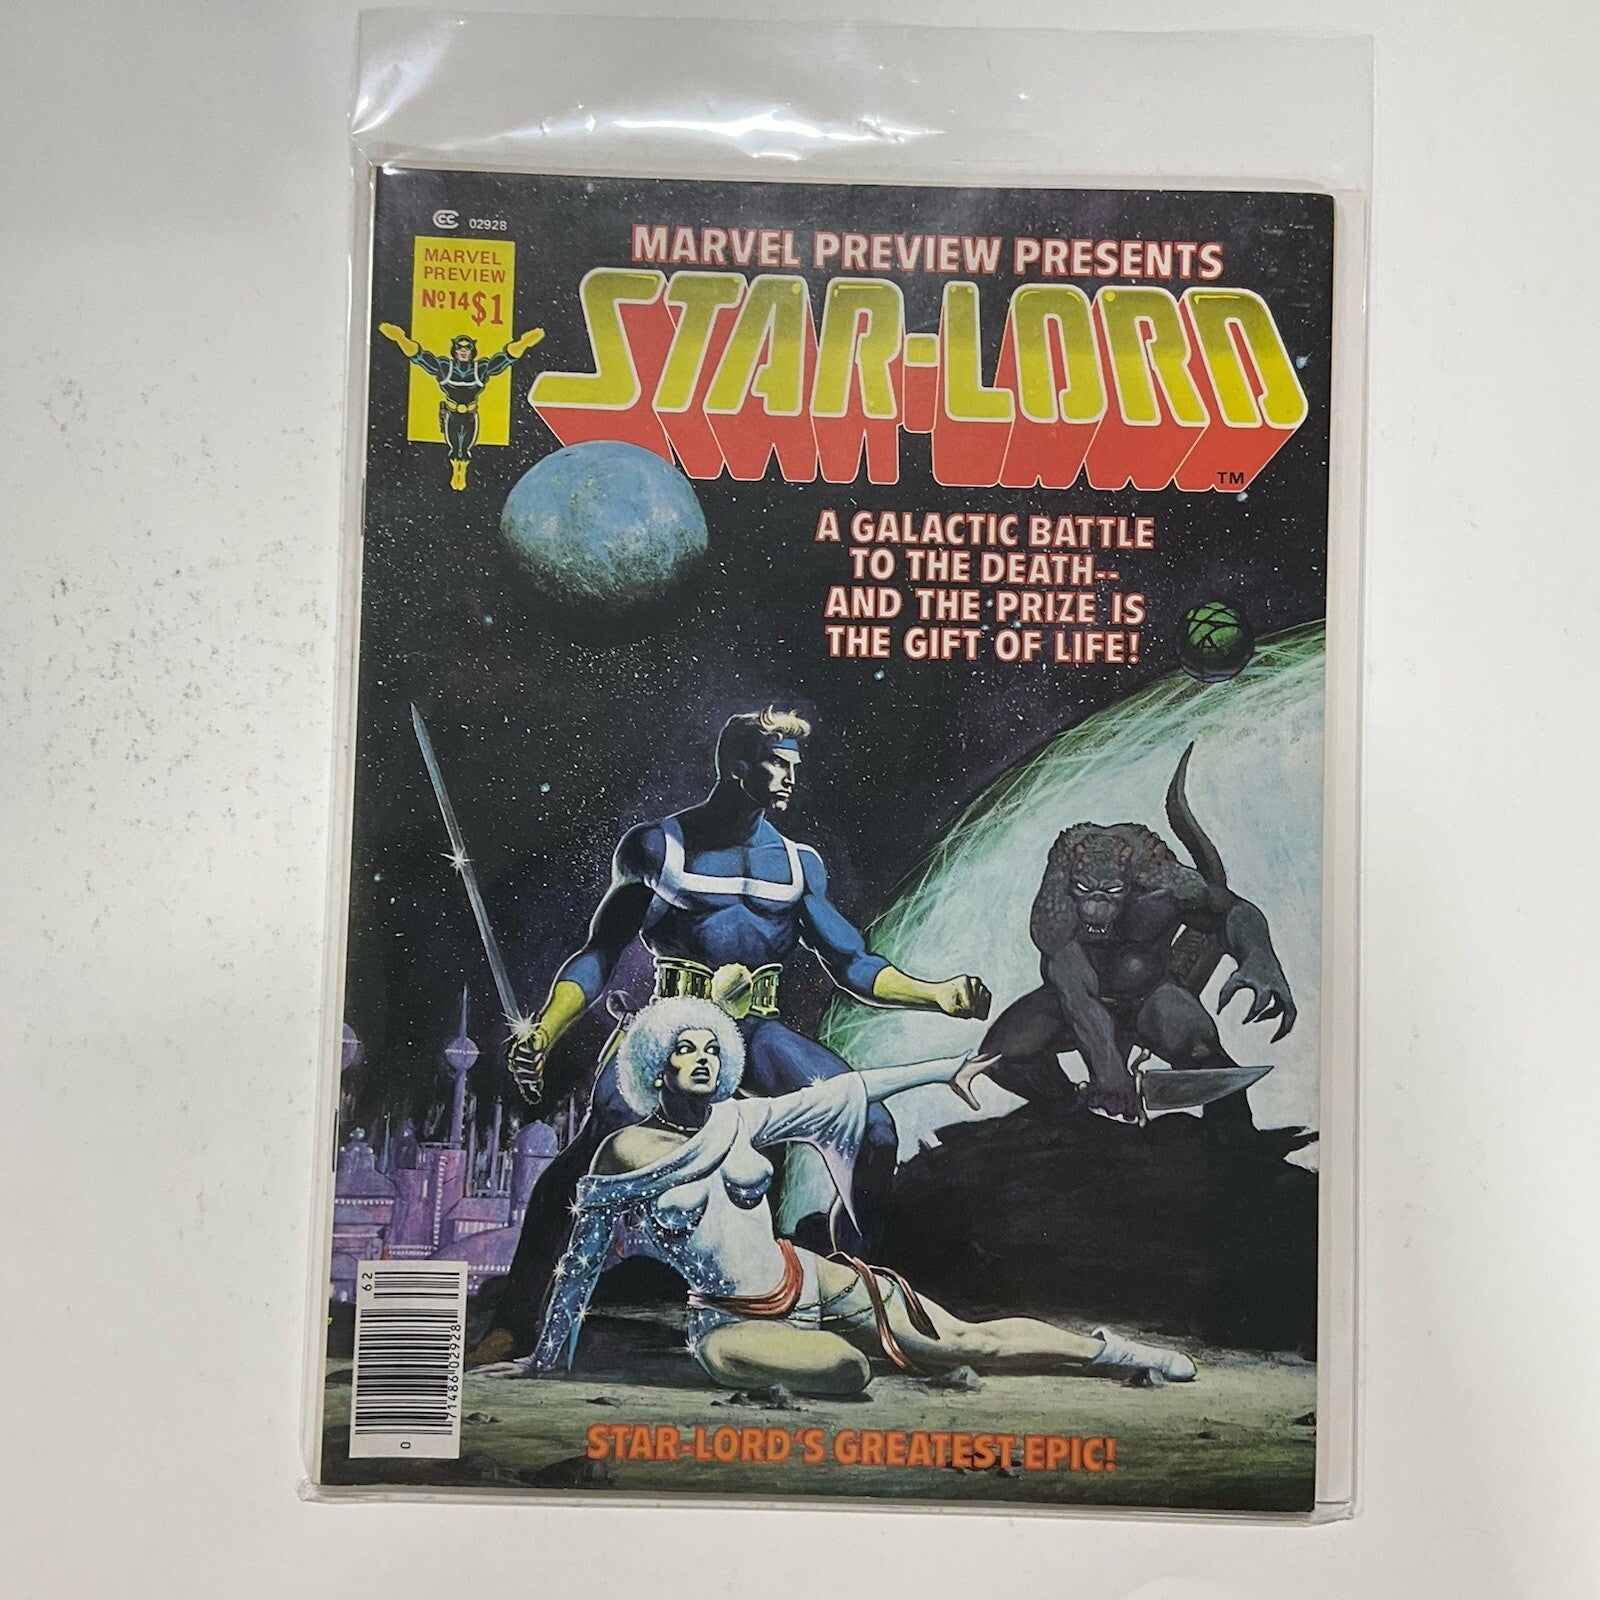 CC 02928
MARVEL
PREVIEW
Nº14 $1
MARVEL PREVIEW PRESENTS
STAR-LORD
TM
A GALACTIC BATTLE
TO THE DEATH--
AND THE PRIZE IS
THE GIFT OF LIFE!
62
71486 02928
0
STAR-LORD'S GREATEST EPIC!